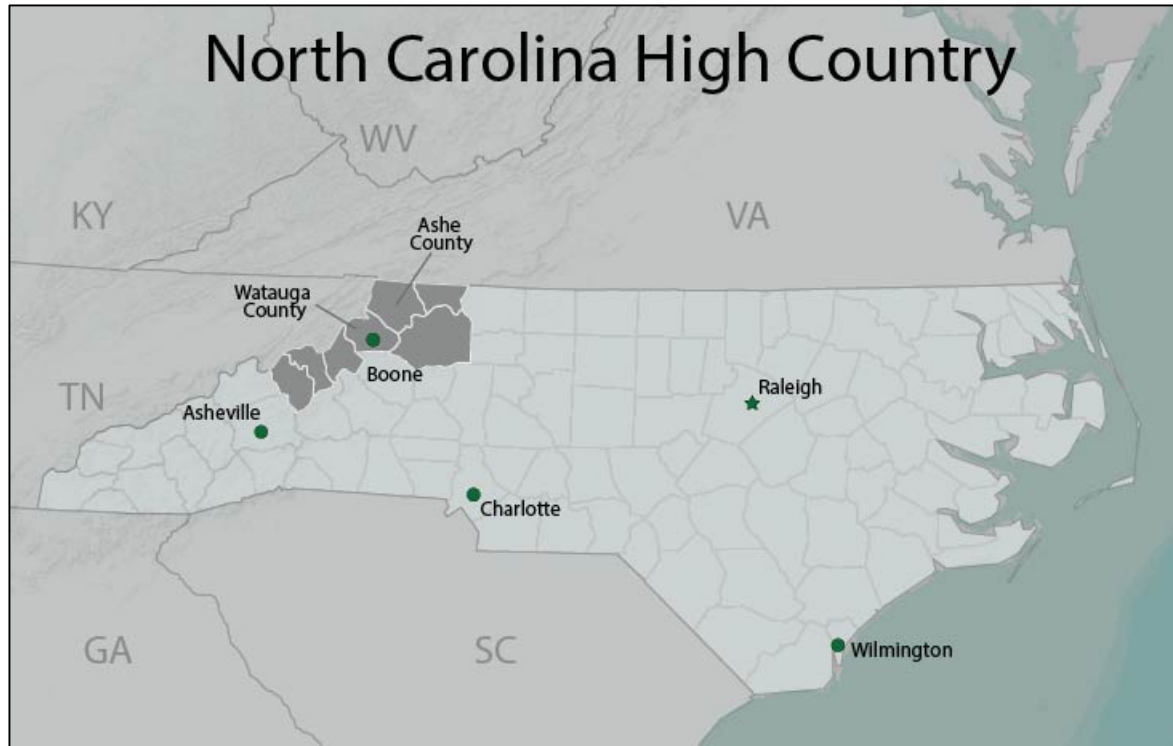 North Carolina High Country
WV
KY
VA
Ashe
County
Watauga
County
Boone
TN
Raleigh
Asheville
Charlotte
GA
SC
Wilmington